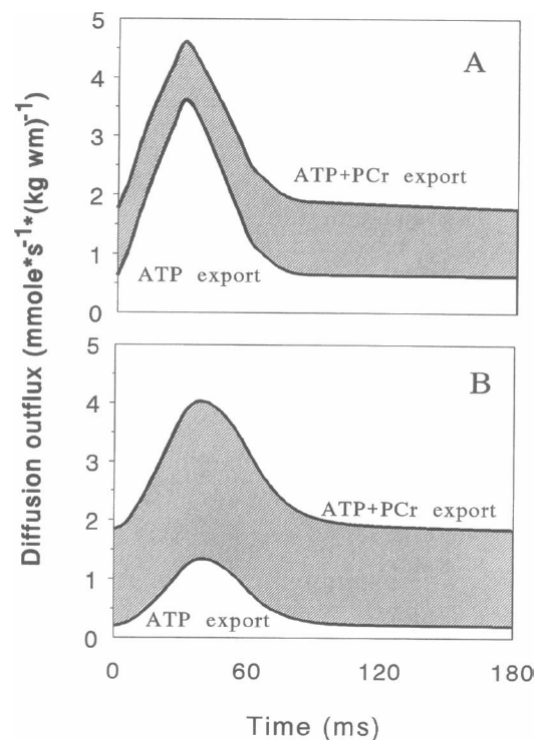 Diffusion outflux (mmole*s⁻¹*(kg wm)⁻¹)
5
4
3
2
1
0
A
ATP+PCr export
ATP export
5
4
3
2
1
0
B
ATP+PCr export
ATP export
0 60 120 180
Time (ms)